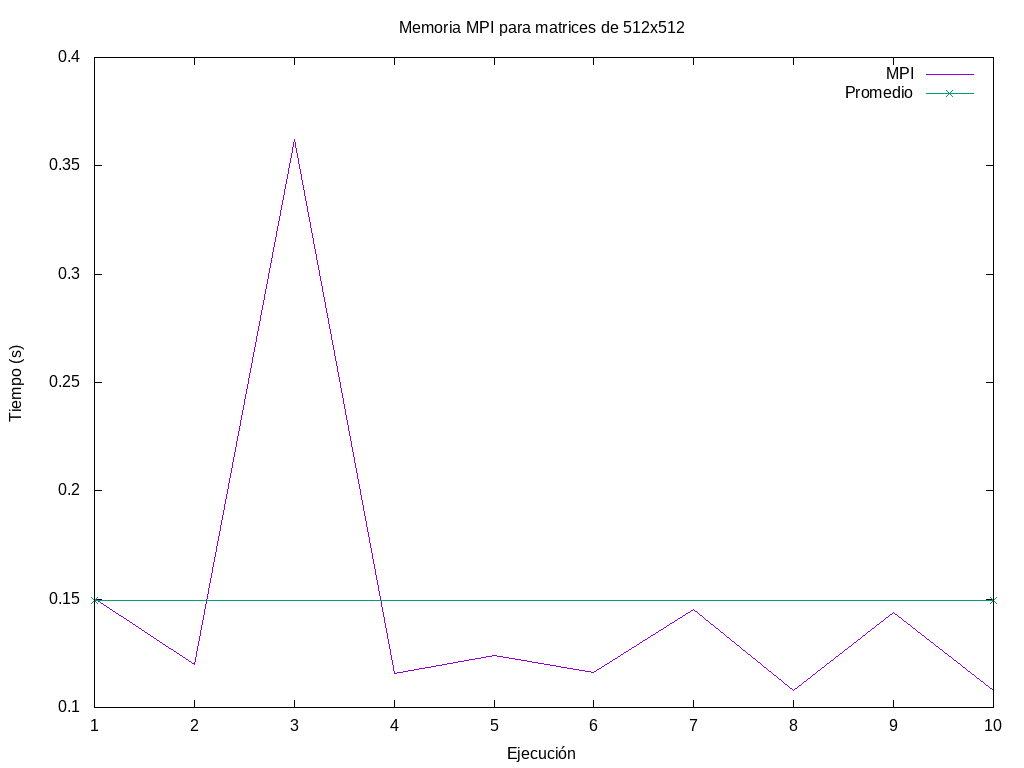 Memoria MPI para matrices de 512x512
MPI
Promedio
0.4
0.35
0.3
0.25
0.2
0.15
0.1
Tiempo (s)
1 2 3 4 5 6 7 8 9 10
Ejecución